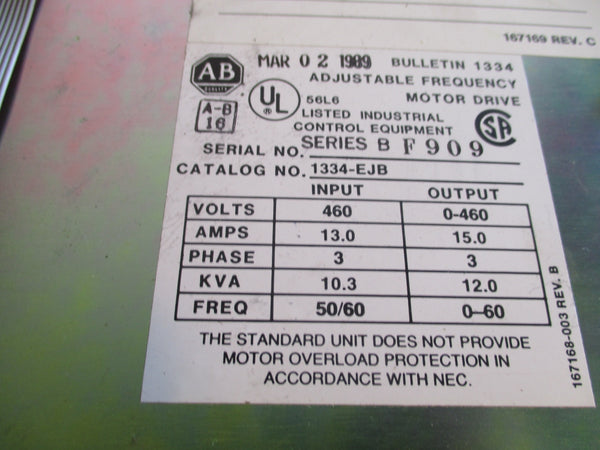 167169 REV. C
AB
QUALITY
MAR 02 1989 BULLETIN 1334
ADJUSTABLE FREQUENCY
MOTOR DRIVE
A-B
16
UL
®
56L6
LISTED INDUSTRIAL
CONTROL EQUIPMENT
SA
SERIAL NO. SERIES B F909
CATALOG NO. 1334-EJB
INPUT OUTPUT
VOLTS 460 0-460
AMPS 13.0 15.0
PHASE 3 3
KVA 10.3 12.0
FREQ 50/60 0-60
THE STANDARD UNIT DOES NOT PROVIDE
MOTOR OVERLOAD PROTECTION IN
ACCORDANCE WITH NEC.
167168-003 REV. B